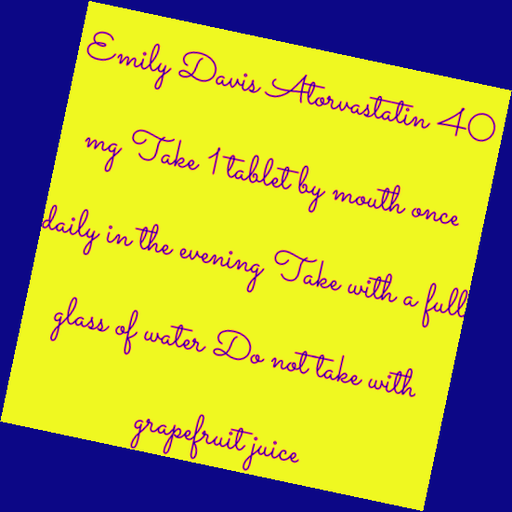 Emily Davis Atorvastatin 40
mg Take 1 tablet by mouth once
daily in the evening Take with a full
glass of water Do not take with
grapefruit juice